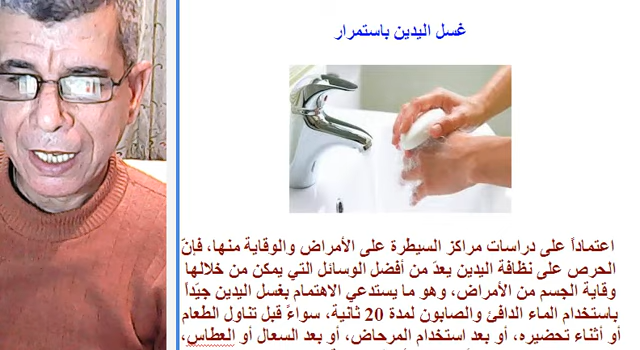 غسل اليدين باستمرار
اعتماداً على دراسات مراكز السيطرة على الأمراض والوقاية منها، فإنّ
الحرص على نظافة اليدين يعدّ من أفضل الوسائل التي يمكن من خلالها
وقاية الجسم من الأمراض، وهو ما يستدعي الاهتمام بغسل اليدين جيّداً
باستخدام الماء الدافئ والصابون لمدة 20 ثانية، سواءً قبل تناول الطعام
أو أثناء تحضيره، أو بعد استخدام المرحاض، أو بعد السعال أو العطاس،